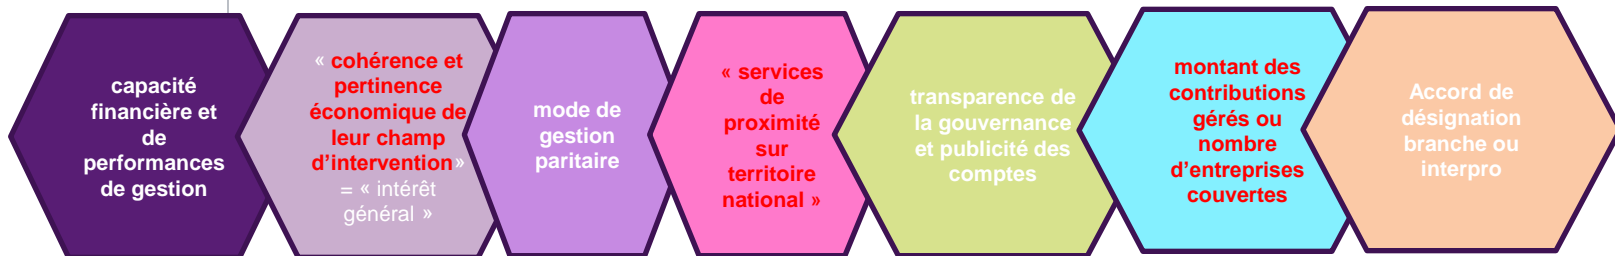 capacité
financière et
de
performances
de gestion
« cohérence et
pertinence
économique de
leur champ
d’intervention»
= « intérêt
général »
mode de
gestion
paritaire
« services
de
proximité
sur
territoire
national »
transparence de
la gouvernance
et publicité des
comptes
montant des
contributions
gérés ou
nombre
d’entreprises
couvertes
Accord de
désignation
branche ou
interpro